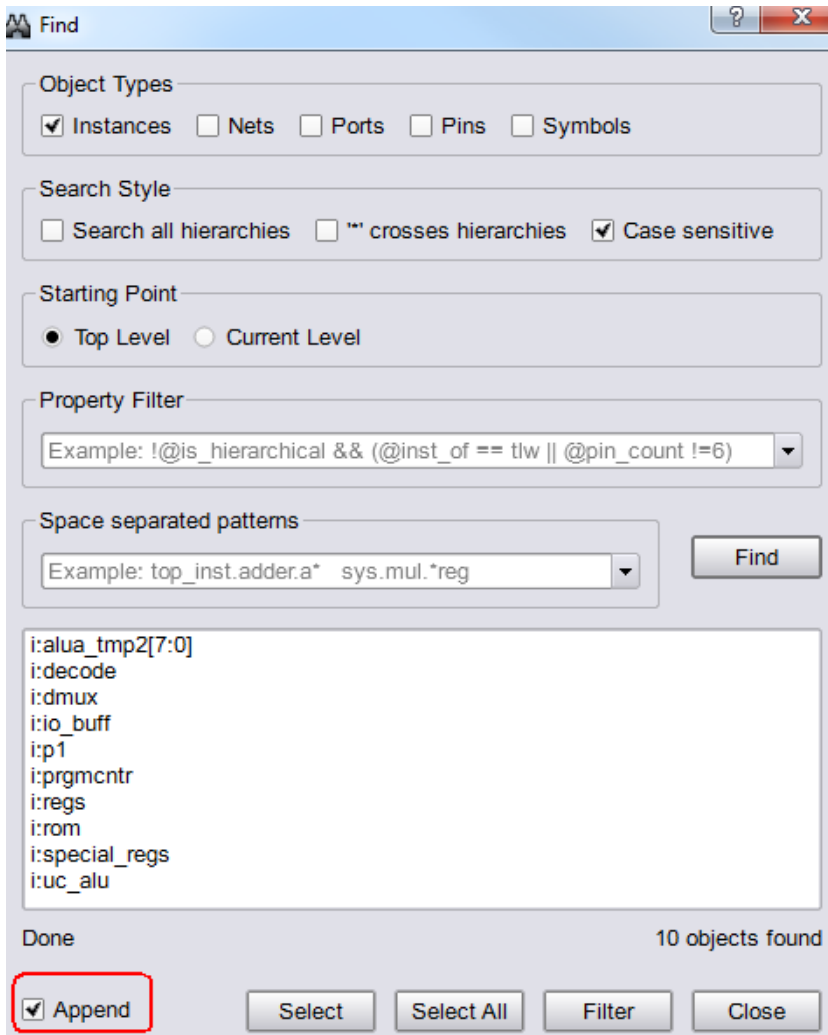 Find
Object Types
Instances Nets Ports Pins Symbols
Search Style
Search all hierarchies '*' crosses hierarchies Case sensitive
Starting Point
Top Level Current Level
Property Filter
Example: !@is_hierarchical && (@inst_of == tlw || @pin_count !=6)
Space separated patterns
Example: top_inst.adder.a* sys.mul.*reg
Find
i:alua_tmp2[7:0]
i:decode
i:dmux
i:io_buff
i:p1
i:prgmcntr
i:regs
i:rom
i:special_regs
i:uc_alu
Done 10 objects found
Append Select Select All Filter Close